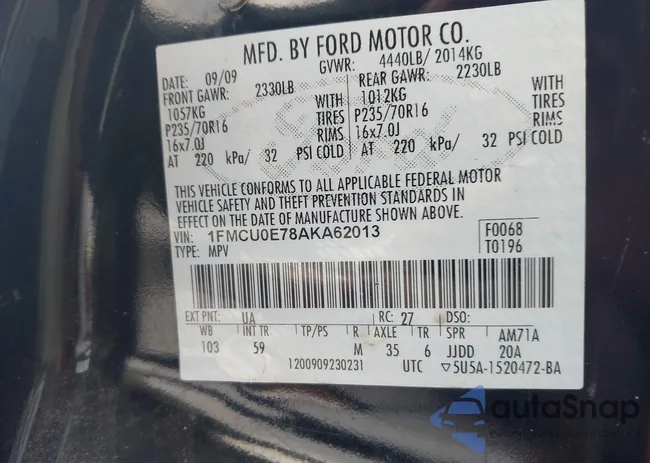 MFD. BY FORD MOTOR CO.
DATE: 09/09 GVWR: 4440LB/ 2014KG
FRONT GAWR: 2330LB REAR GAWR: 2230LB
1057KG WITH 1012KG WITH
P235/70R16 TIRES P235/70R16 TIRES
16x7.0J RIMS 16x7.0J RIMS
AT 220 kPa/ 32 PSI COLD AT 220 kPa/ 32 PSI COLD
THIS VEHICLE CONFORMS TO ALL APPLICABLE FEDERAL MOTOR
VEHICLE SAFETY AND THEFT PREVENTION STANDARDS IN
EFFECT ON THE DATE OF MANUFACTURE SHOWN ABOVE.
VIN: 1FMCU0E78AKA62013 F0068
TYPE: MPV T0196
EXT PNT: UA RC: 27 DSO:
WB INT TR TP/PS R AXLE TR SPR AM71A
103 59 M 35 6 JJDD 20A
1200909230231 UTC ▽5U5A-1520472-BA
autoSnap